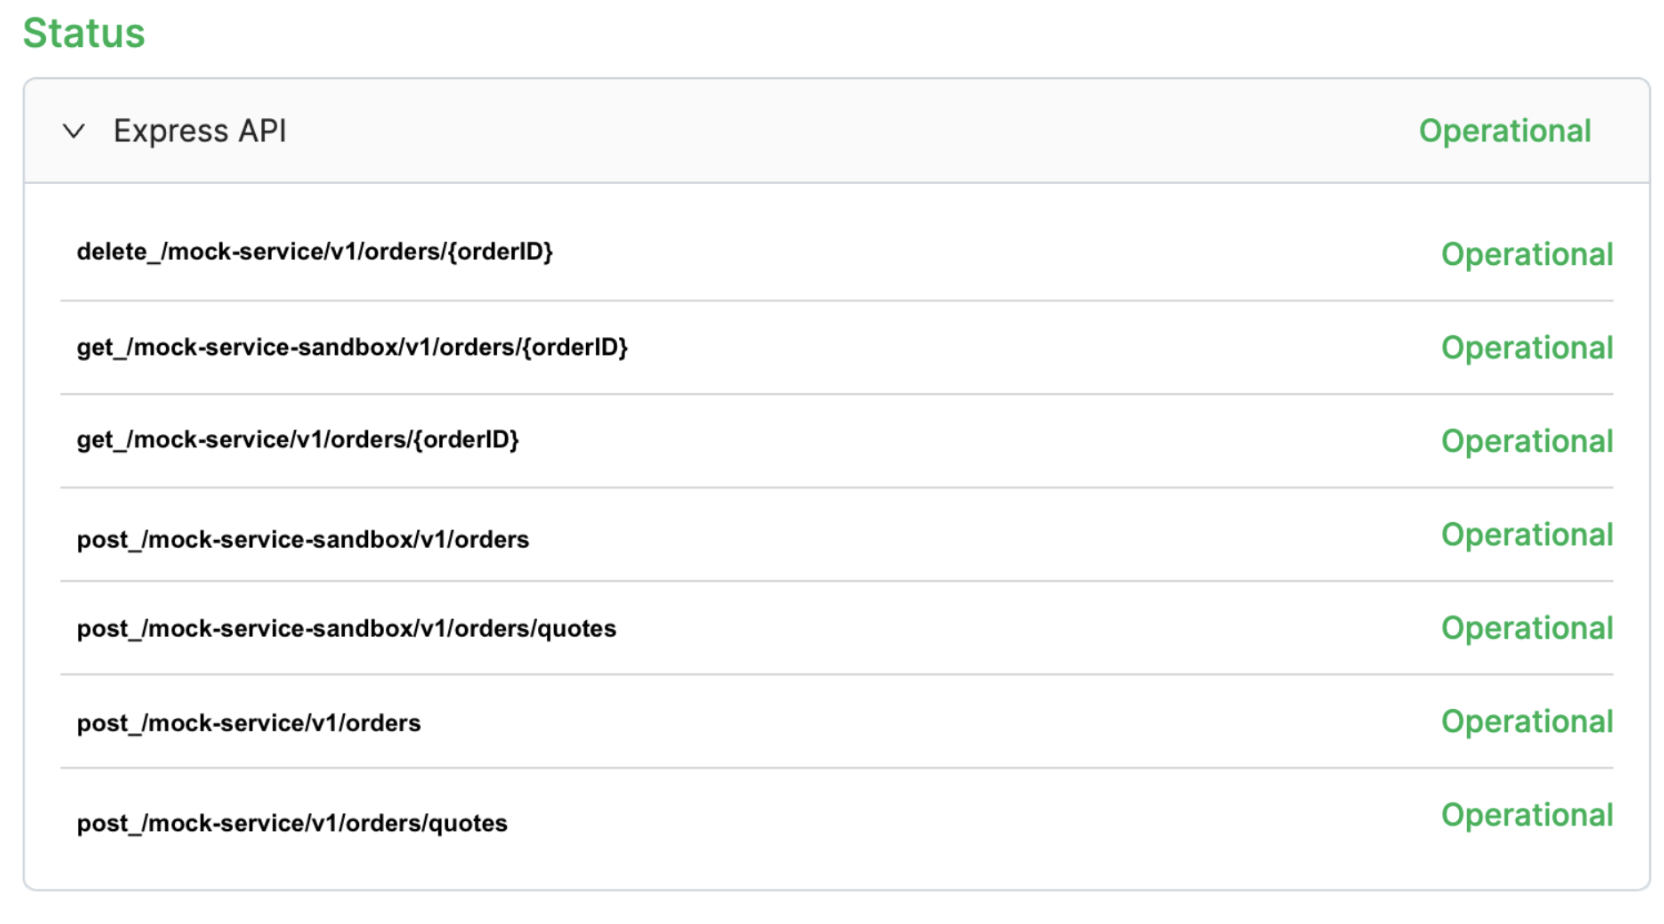 Status
Express API Operational
delete_/mock-service/v1/orders/{orderID} Operational
get_/mock-service-sandbox/v1/orders/{orderID} Operational
get_/mock-service/v1/orders/{orderID} Operational
post_/mock-service-sandbox/v1/orders Operational
post_/mock-service-sandbox/v1/orders/quotes Operational
post_/mock-service/v1/orders Operational
post_/mock-service/v1/orders/quotes Operational